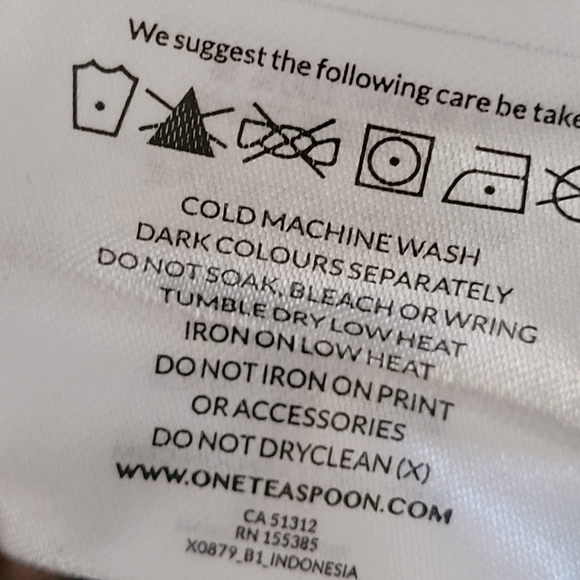 We suggest the following care be take
COLD MACHINE WASH
DARK COLOURS SEPARATELY
DO NOT SOAK, BLEACH OR WRING
TUMBLE DRY LOW HEAT
IRON ON LOW HEAT
DO NOT IRON ON PRINT
OR ACCESSORIES
DO NOT DRYCLEAN (X)
WWW.ONETEASPOON.COM
CA 51312
RN 155385
X0879_B1_INDONESIA